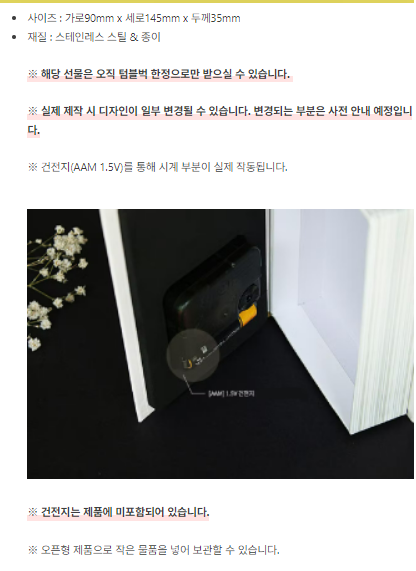 사이즈 : 가로90mm x 세로145mm x 두께35mm
재질 : 스테인레스 스틸 & 종이
※ 해당 선물은 오직 텀블벅 한정으로만 받으실 수 있습니다.
※ 실제 제작 시 디자인이 일부 변경될 수 있습니다. 변경되는 부분은 사전 안내 예정입니
다.
※ 건전지(AAM 1.5V)를 통해 시계 부분이 실제 작동됩니다.
[AAM] 1.5V 건전지
※ 건전지는 제품에 미포함되어 있습니다.
※ 오픈형 제품으로 작은 물품을 넣어 보관할 수 있습니다.